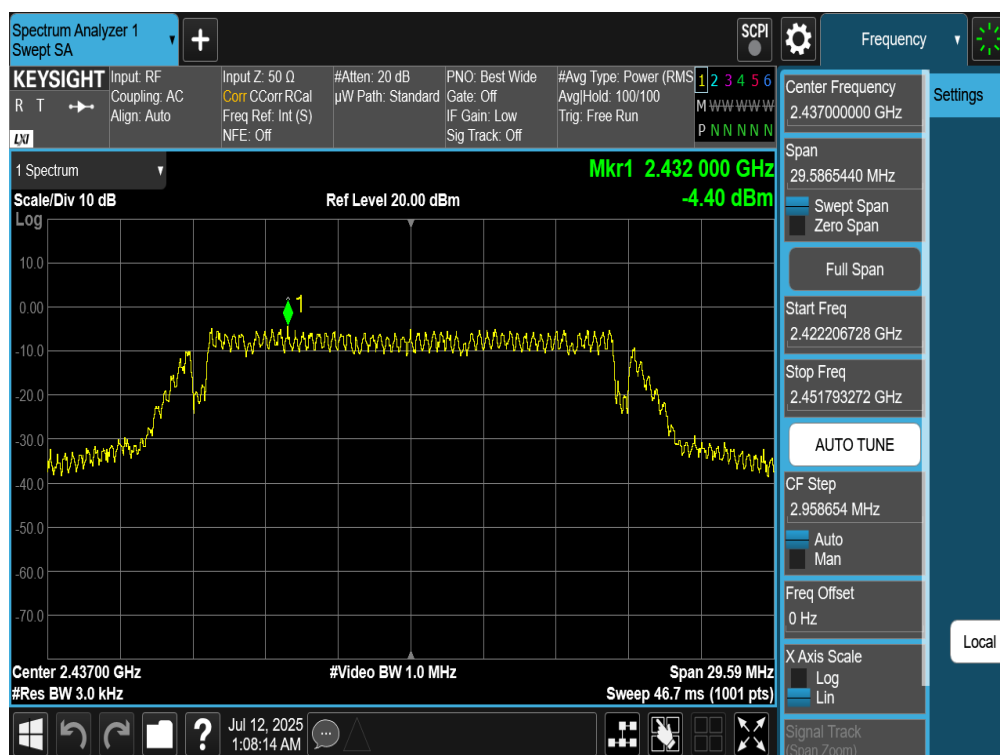 Spectrum Analyzer 1
Swept SA
+
SCPI
Frequency
KEYSIGHT
R T
LXI
Input: RF
Coupling: AC
Align: Auto
Input Z: 50 Ω
Corr CCorr RCal
Freq Ref: Int (S)
NFE: Off
#Atten: 20 dB
µW Path: Standard
PNO: Best Wide
Gate: Off
IF Gain: Low
Sig Track: Off
#Avg Type: Power (RMS
Avg|Hold: 100/100
Trig: Free Run
1 2 3 4 5 6
M W W W W W
P N N N N N
1 Spectrum
Mkr1 2.432 000 GHz
-4.40 dBm
Scale/Div 10 dB
Ref Level 20.00 dBm
Log
10.0
0.00
-10.0
-20.0
-30.0
-40.0
-50.0
-60.0
-70.0
1
Center 2.43700 GHz
#Video BW 1.0 MHz
Span 29.59 MHz
#Res BW 3.0 kHz
Sweep 46.7 ms (1001 pts)
?
Jul 12, 2025
1:08:14 AM
Center Frequency
2.437000000 GHz
Span
29.5865440 MHz
Swept Span
Zero Span
Full Span
Start Freq
2.422206728 GHz
Stop Freq
2.451793272 GHz
AUTO TUNE
CF Step
2.958654 MHz
Auto
Man
Freq Offset
0 Hz
X Axis Scale
Log
Lin
Signal Track
(Span Zoom)
Settings
Local